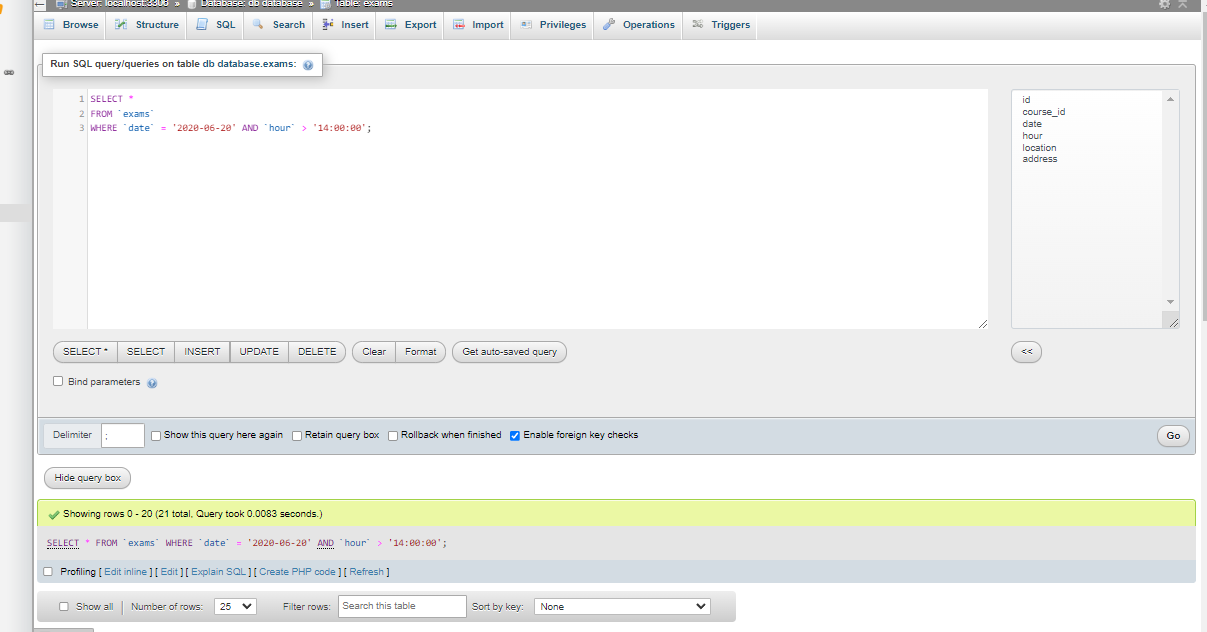 Server: localhost:3306 » Database: db database » Table: exams
Browse Structure SQL Search Insert Export Import Privileges Operations Triggers
Run SQL query/queries on table db database.exams:
1 SELECT *
2 FROM `exams`
3 WHERE `date` = '2020-06-20' AND `hour` > '14:00:00';
id
course_id
date
hour
location
address
SELECT * SELECT INSERT UPDATE DELETE Clear Format Get auto-saved query <<
Bind parameters
Delimiter ; Show this query here again Retain query box Rollback when finished Enable foreign key checks Go
Hide query box
Showing rows 0 - 20 (21 total, Query took 0.0083 seconds.)
SELECT * FROM `exams` WHERE `date` = '2020-06-20' AND `hour` > '14:00:00';
Profiling [ Edit inline ] [ Edit ] [ Explain SQL ] [ Create PHP code ] [ Refresh ]
Show all | Number of rows: 25 Filter rows: Search this table Sort by key: None